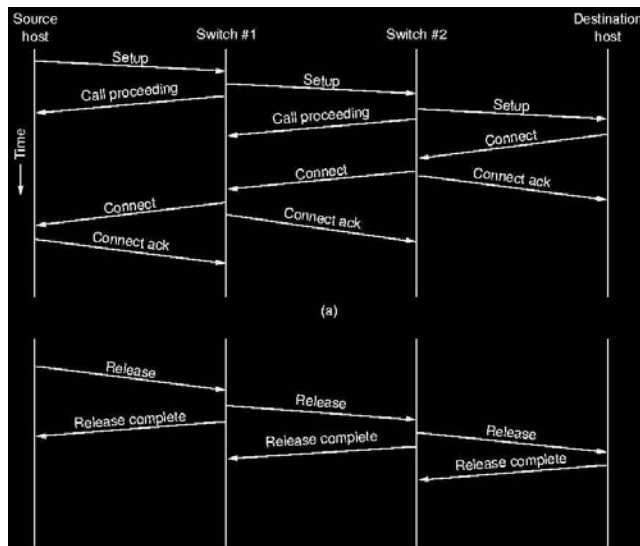 Source
host
Switch #1
Switch #2
Destination
host
Setup
Setup
Call proceeding
Call proceeding
Setup
Time
Connect
Connect
Connect ack
Connect
Connect ack
Connect ack
(a)
Release
Release
Release complete
Release
Release complete
Release complete